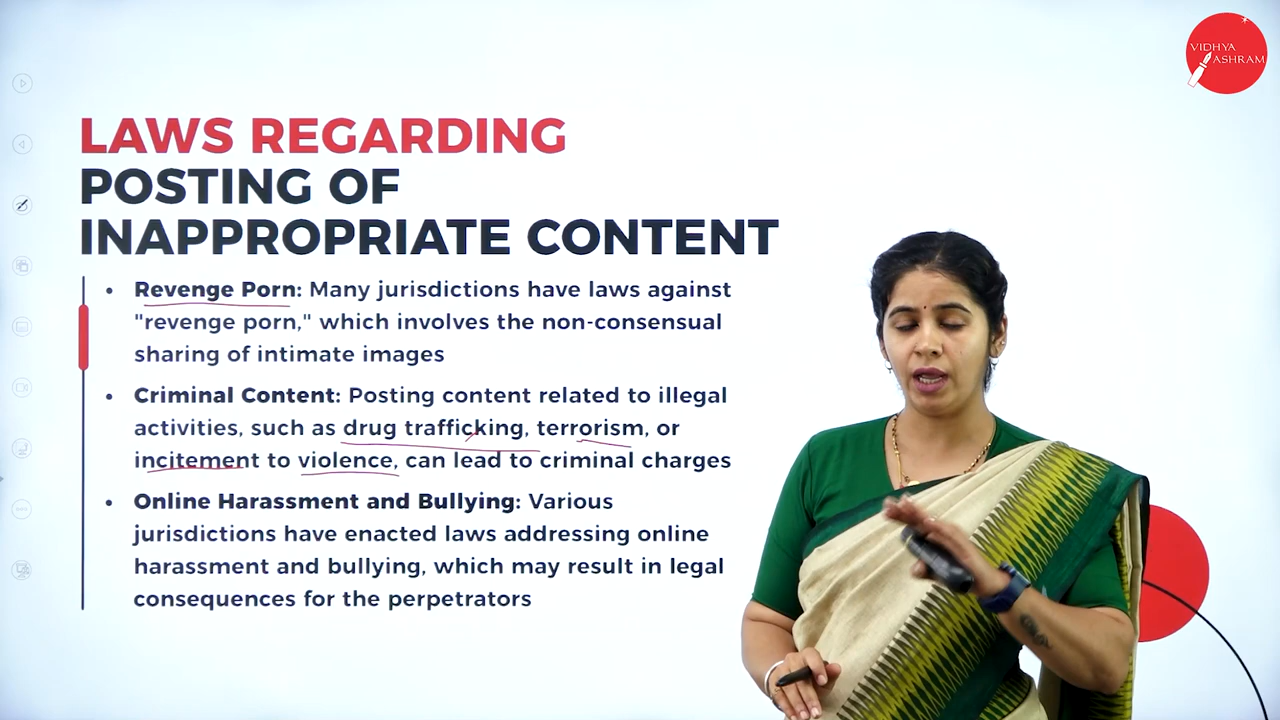 VIDHYA
ASHRAM
LAWS REGARDING
POSTING OF
INAPPROPRIATE CONTENT
• Revenge Porn: Many jurisdictions have laws against
"revenge porn," which involves the non-consensual
sharing of intimate images
• Criminal Content: Posting content related to illegal
activities, such as drug trafficking, terrorism, or
incitement to violence, can lead to criminal charges
• Online Harassment and Bullying: Various
jurisdictions have enacted laws addressing online
harassment and bullying, which may result in legal
consequences for the perpetrators